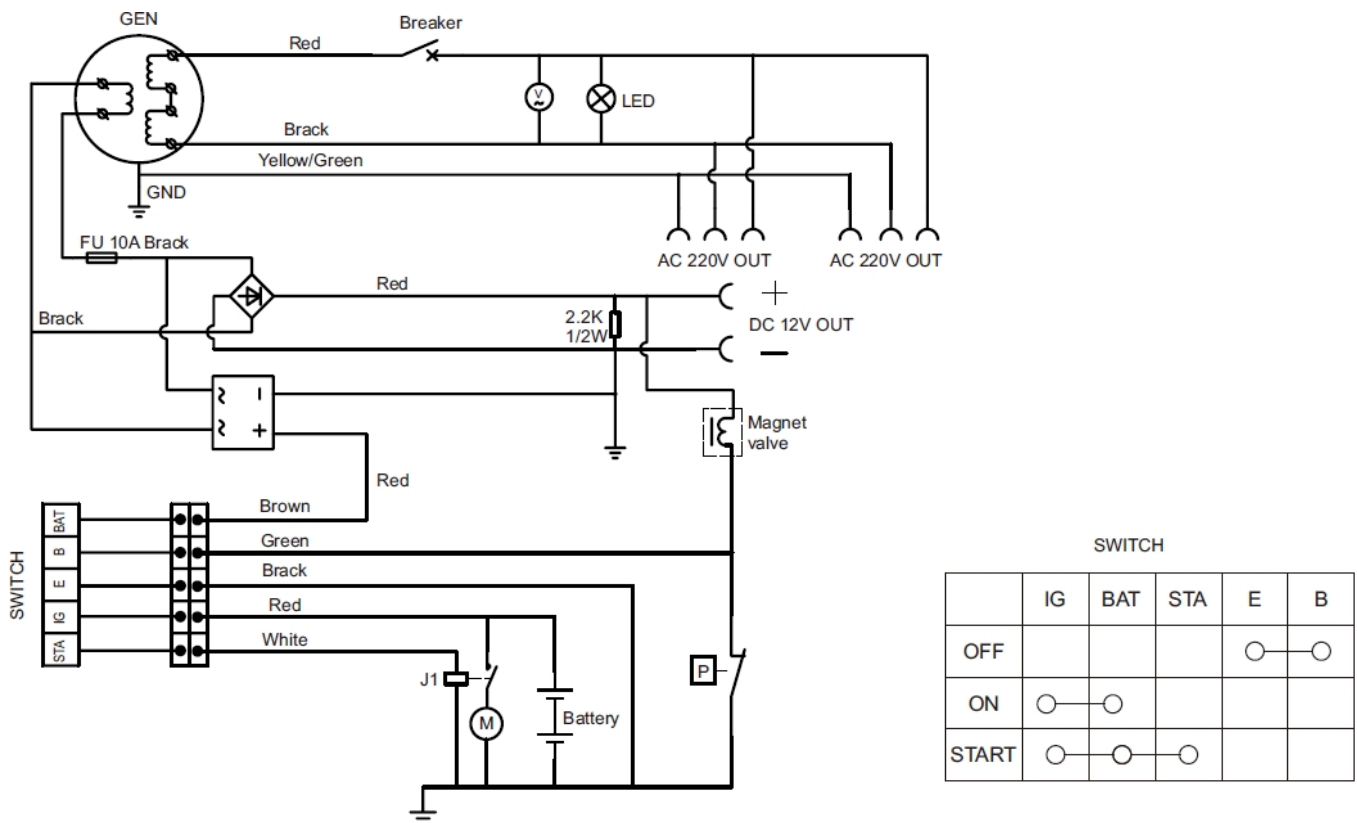 GEN
Breaker
Red
V
LED
Brack
Yellow/Green
GND
FU 10A Brack
AC 220V OUT
AC 220V OUT
Red
+
2.2K
1/2W
DC 12V OUT
Brack
−
~ −
~ +
Magnet
valve
Red
SWITCH
BAT
B
E
IG
STA
Brown
Green
Brack
Red
White
J1
M
Battery
P
SWITCH
IG BAT STA E B
OFF
ON
START